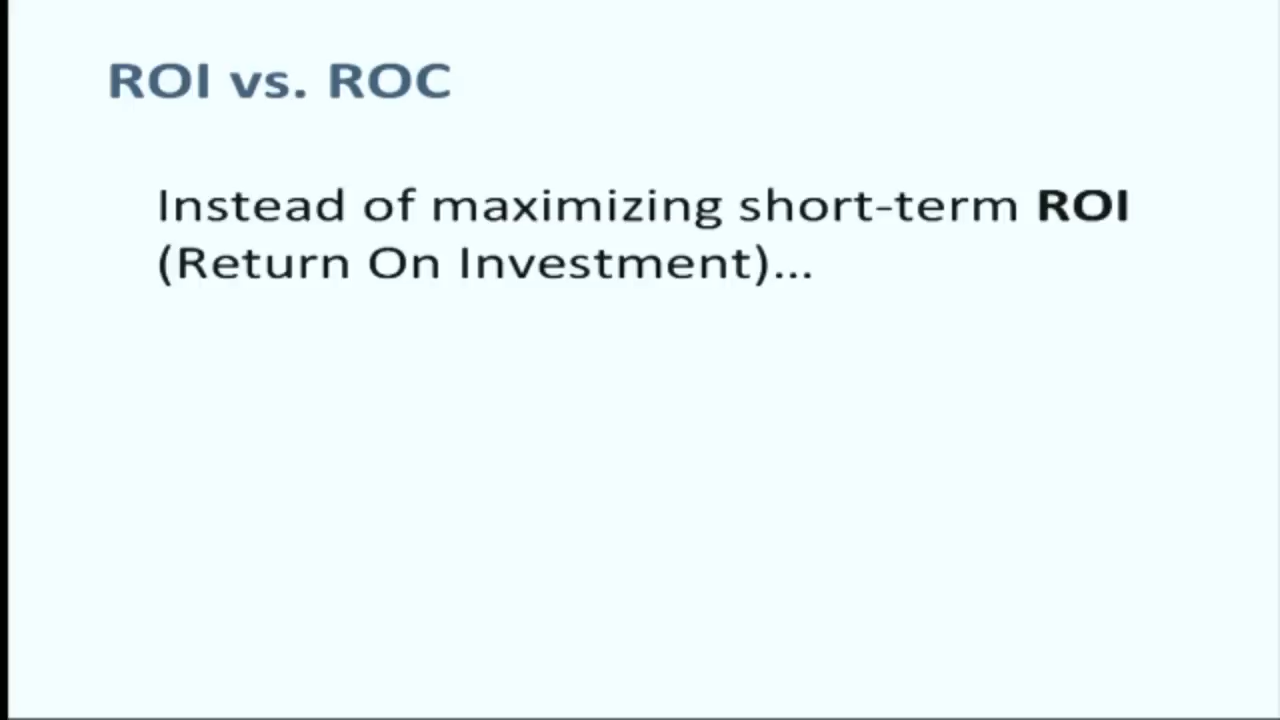 ROI vs. ROC
Instead of maximizing short-term ROI
(Return On Investment)...